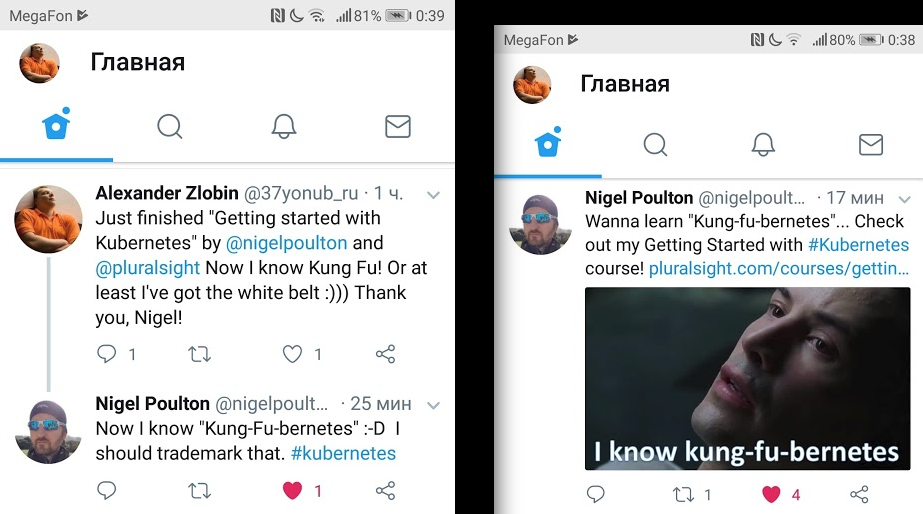 MegaFon 81% 0:39
Главная
Alexander Zlobin @37yonub_ru · 1 ч.
Just finished "Getting started with
Kubernetes" by @nigelpoulton and
@pluralsight Now I know Kung Fu! Or at
least I've got the white belt :))) Thank
you, Nigel!
1 1
Nigel Poulton @nigelpoult... · 25 мин
Now I know "Kung-Fu-bernetes" :-D I
should trademark that. #kubernetes
1
MegaFon 80% 0:38
Главная
Nigel Poulton @nigelpoult... · 17 мин
Wanna learn "Kung-fu-bernetes"... Check
out my Getting Started with #Kubernetes
course! pluralsight.com/courses/gettin...
I know kung-fu-bernetes
1 4